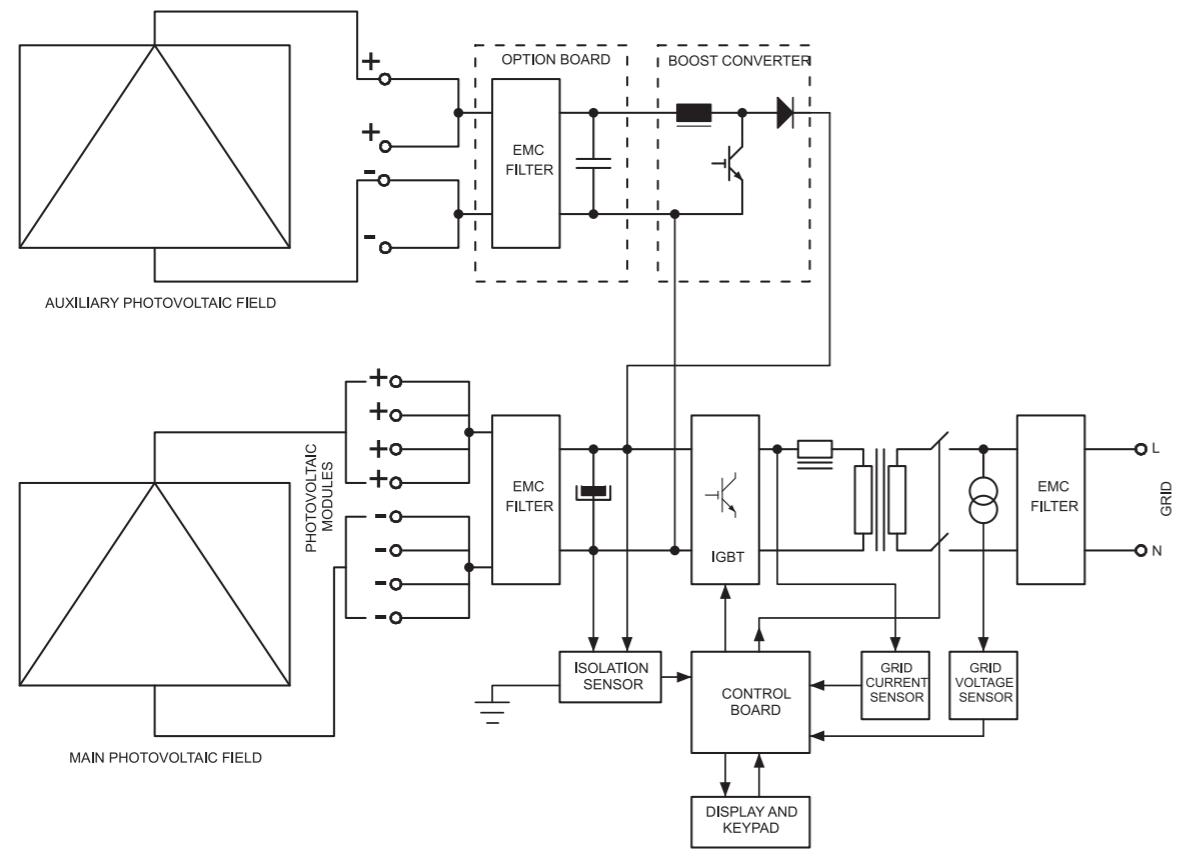 OPTION BOARD
BOOST CONVERTER
+
+
-
-
EMC
FILTER
AUXILIARY PHOTOVOLTAIC FIELD
+
+
+
+
-
-
-
-
PHOTOVOLTAIC
MODULES
EMC
FILTER
IGBT
EMC
FILTER
L
N
GRID
MAIN PHOTOVOLTAIC FIELD
ISOLATION
SENSOR
CONTROL
BOARD
GRID
CURRENT
SENSOR
GRID
VOLTAGE
SENSOR
DISPLAY AND
KEYPAD